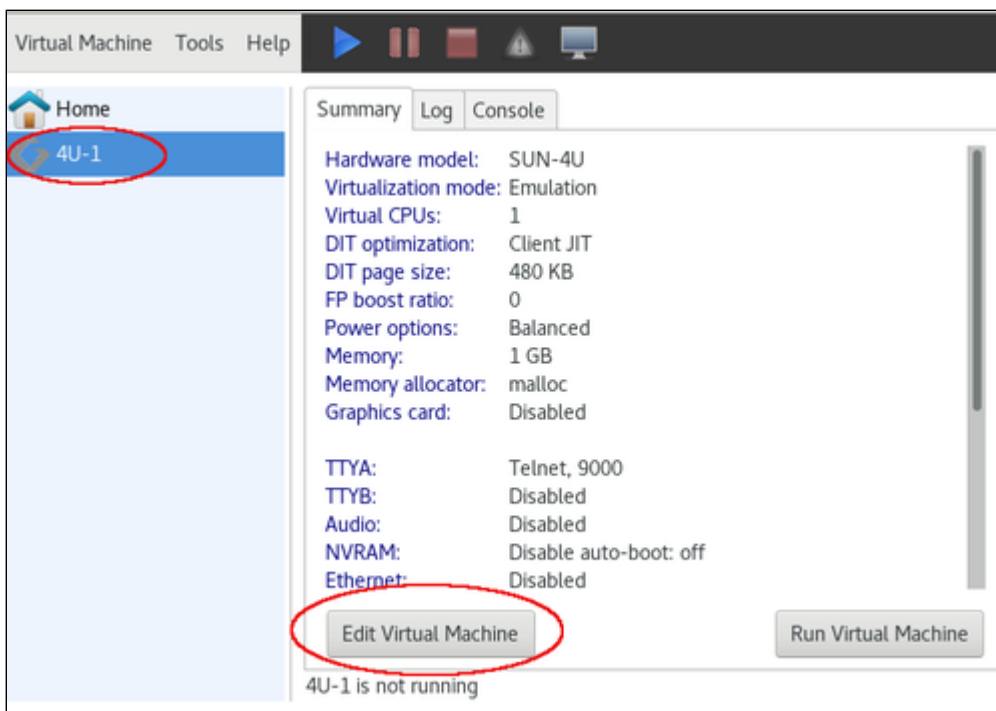 Virtual Machine Tools Help
Home
4U-1
Summary Log Console
Hardware model: SUN-4U
Virtualization mode: Emulation
Virtual CPUs: 1
DIT optimization: Client JIT
DIT page size: 480 KB
FP boost ratio: 0
Power options: Balanced
Memory: 1 GB
Memory allocator: malloc
Graphics card: Disabled
TTYA: Telnet, 9000
TTYB: Disabled
Audio: Disabled
NVRAM: Disable auto-boot: off
Ethernet: Disabled
Edit Virtual Machine Run Virtual Machine
4U-1 is not running